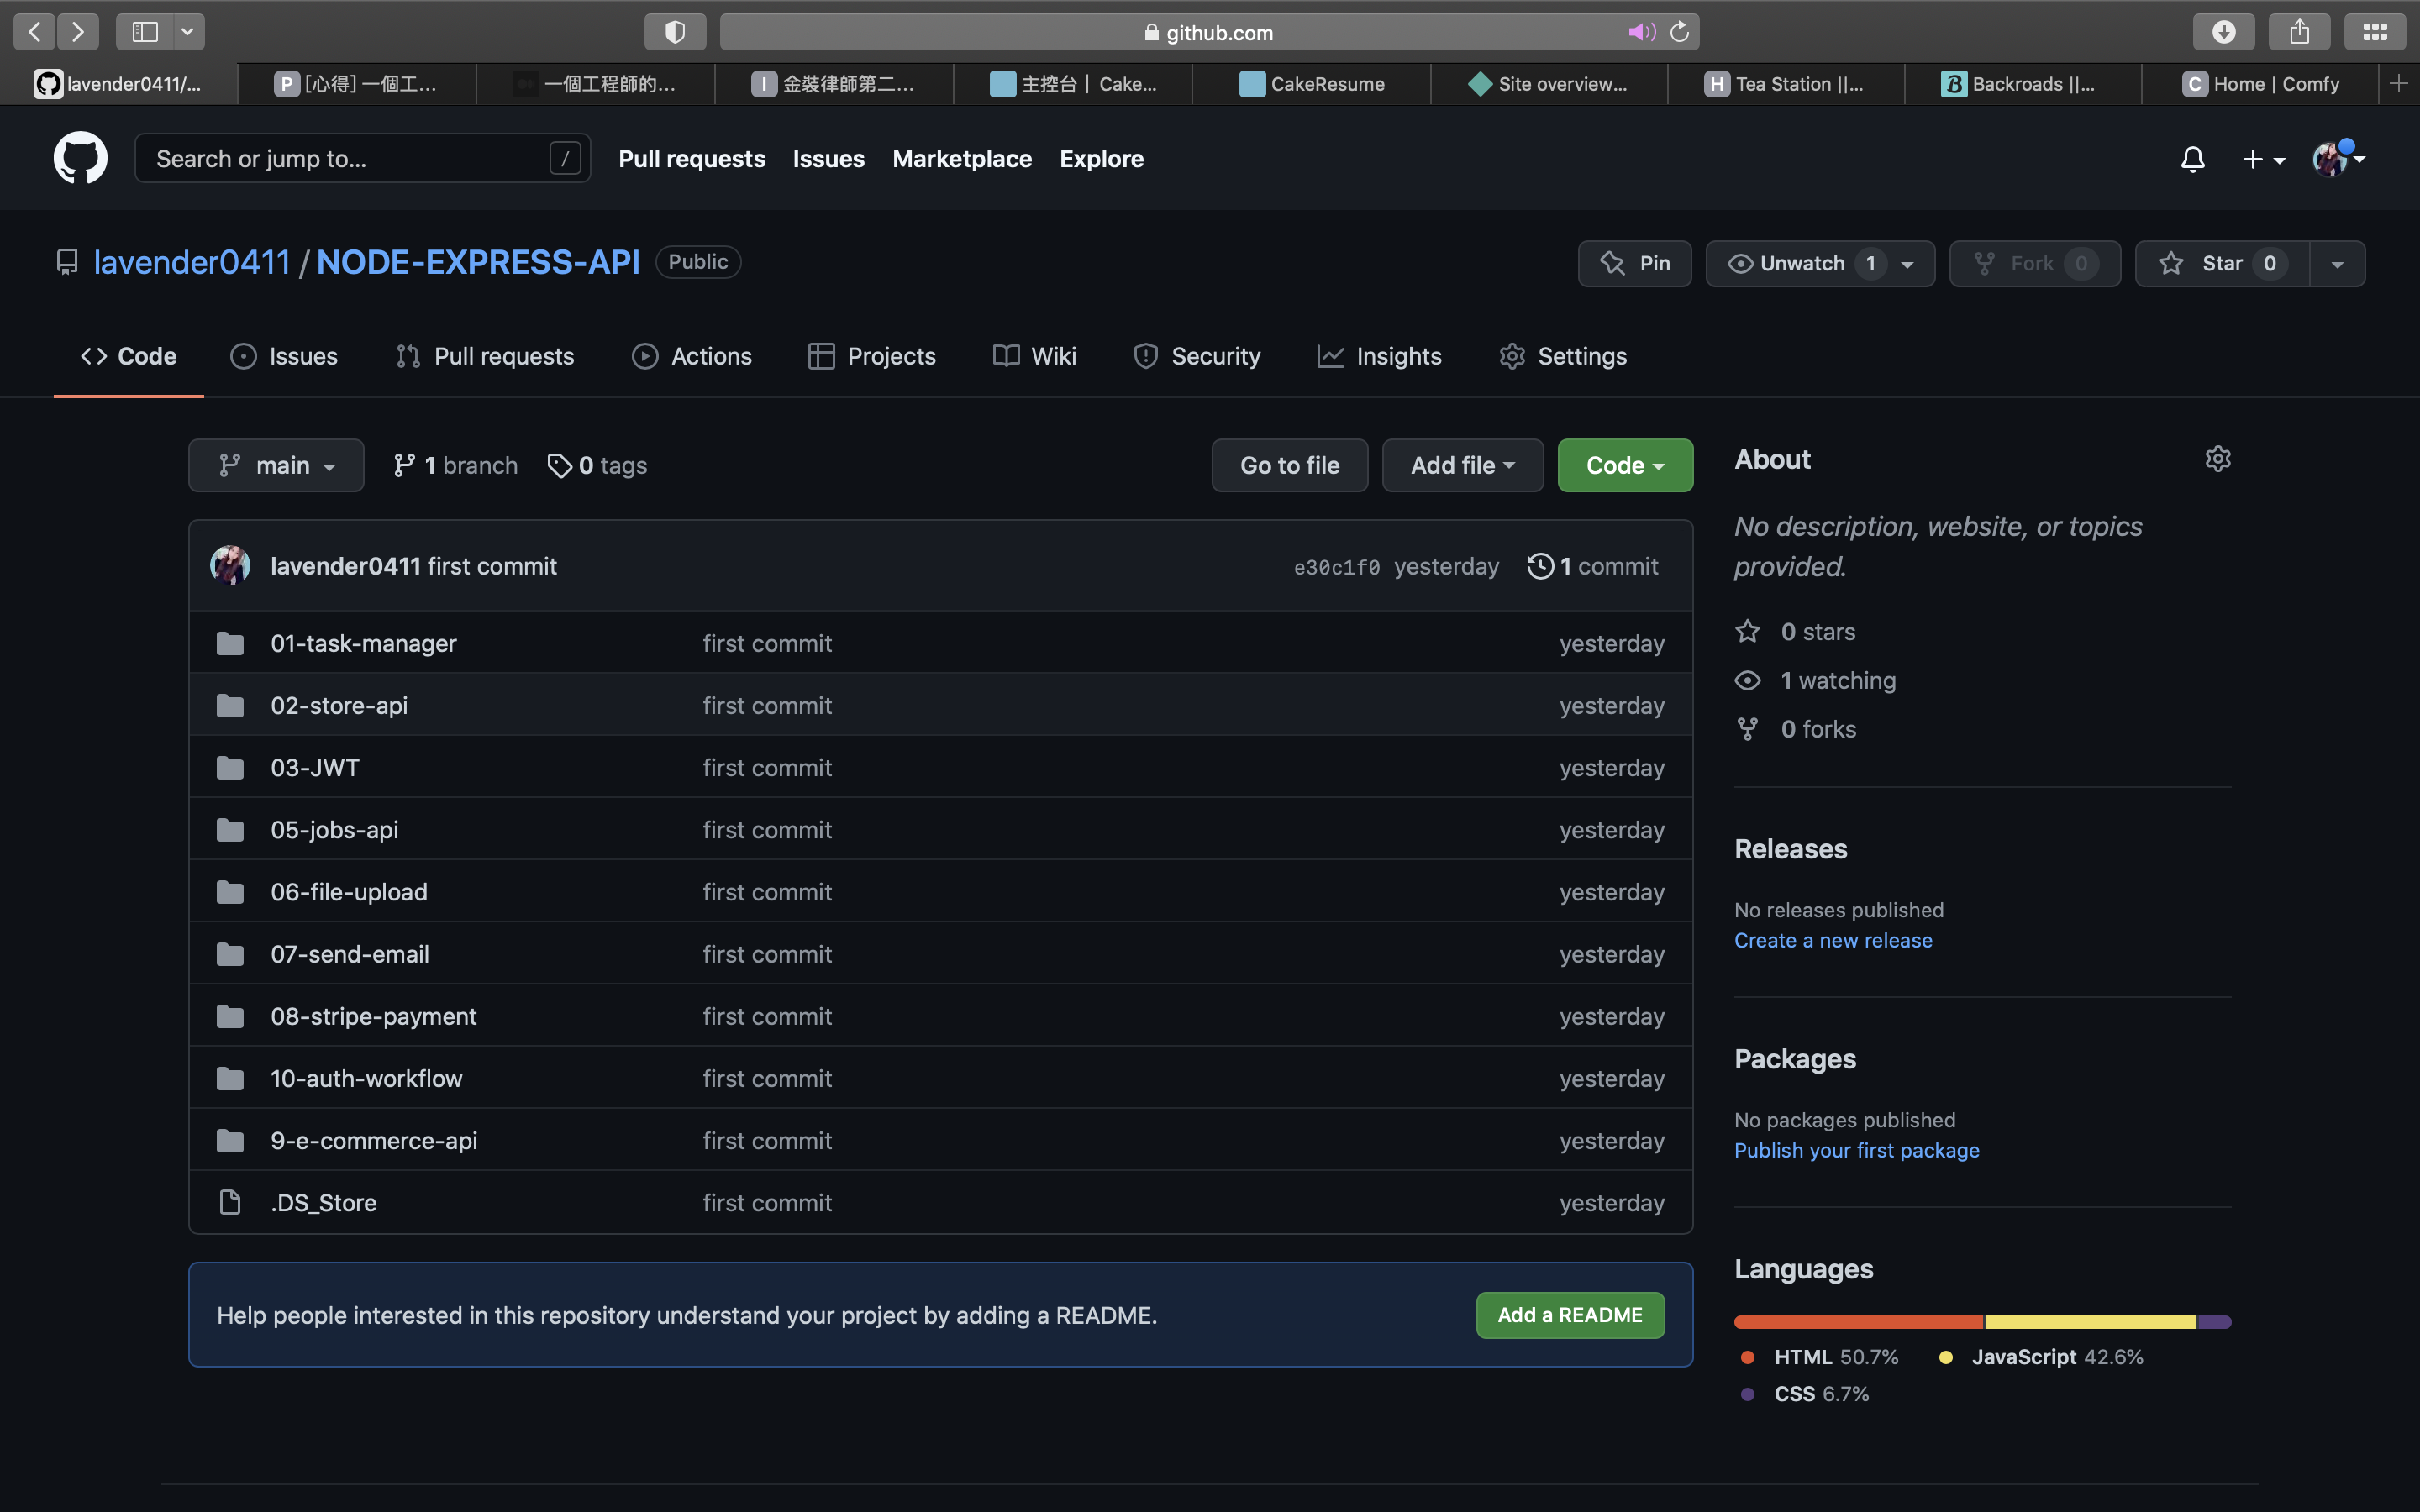 github.com
lavender0411/...
P [心得] 一個工...
一個工程師的...
I 金裝律師第二...
主控台 | Cake...
CakeResume
Site overview...
H Tea Station ||...
B Backroads ||...
C Home | Comfy
Search or jump to... /
Pull requests Issues Marketplace Explore
lavender0411 / NODE-EXPRESS-API Public
Pin Unwatch 1 Fork 0 Star 0
Code Issues Pull requests Actions Projects Wiki Security Insights Settings
main 1 branch 0 tags Go to file Add file Code
lavender0411 first commit e30c1f0 yesterday 1 commit
01-task-manager first commit yesterday
02-store-api first commit yesterday
03-JWT first commit yesterday
05-jobs-api first commit yesterday
06-file-upload first commit yesterday
07-send-email first commit yesterday
08-stripe-payment first commit yesterday
10-auth-workflow first commit yesterday
9-e-commerce-api first commit yesterday
.DS_Store first commit yesterday
Help people interested in this repository understand your project by adding a README. Add a README
About
No description, website, or topics
provided.
0 stars
1 watching
0 forks
Releases
No releases published
Create a new release
Packages
No packages published
Publish your first package
Languages
HTML 50.7% JavaScript 42.6%
CSS 6.7%